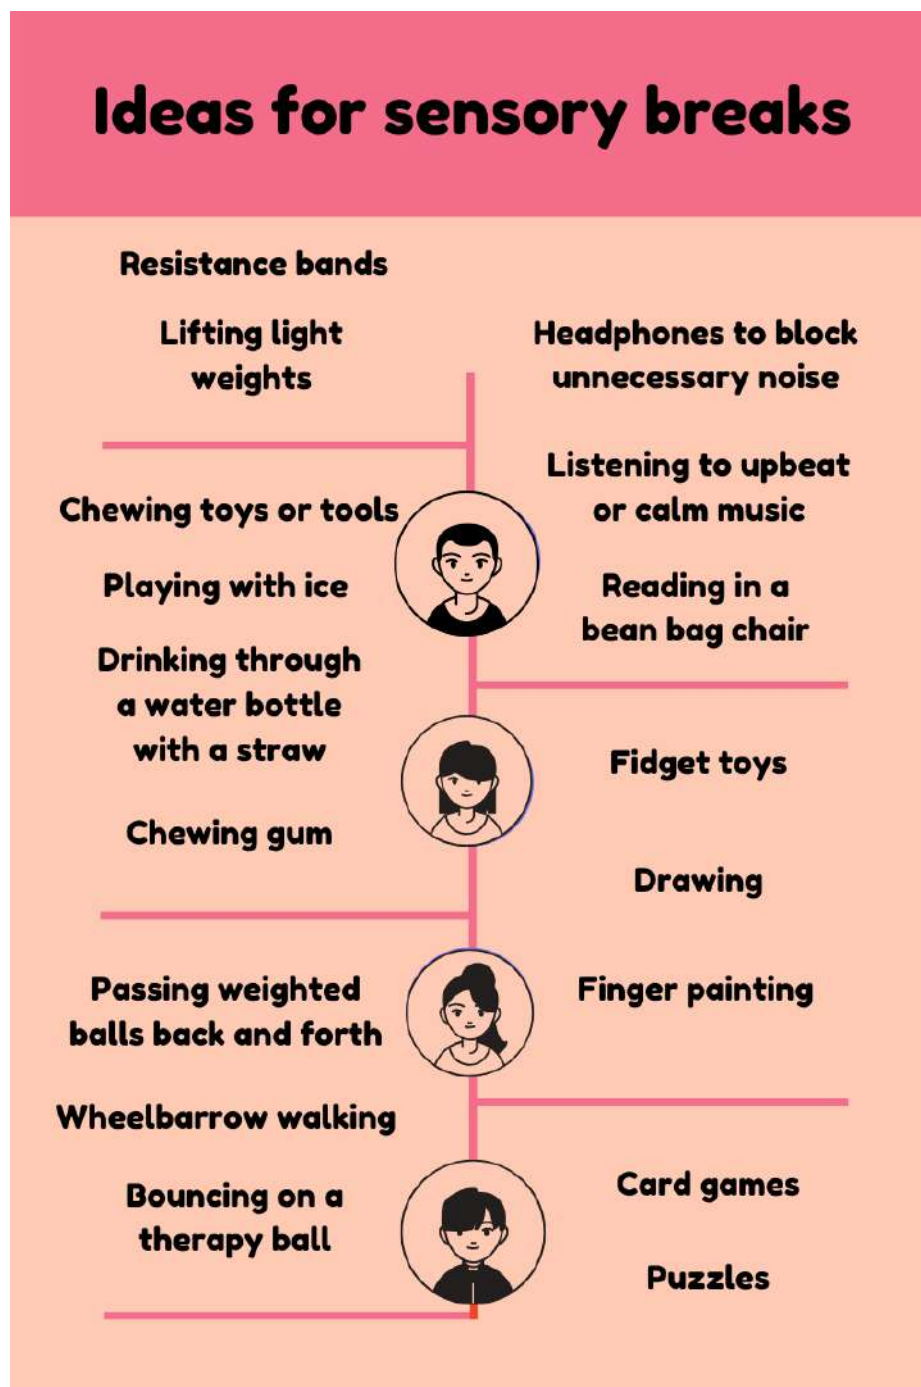 Ideas for sensory breaks
Resistance bands
Lifting light
weights
Chewing toys or tools
Playing with ice
Drinking through
a water bottle
with a straw
Chewing gum
Passing weighted
balls back and forth
Wheelbarrow walking
Bouncing on a
therapy ball
Headphones to block
unnecessary noise
Listening to upbeat
or calm music
Reading in a
bean bag chair
Fidget toys
Drawing
Finger painting
Card games
Puzzles